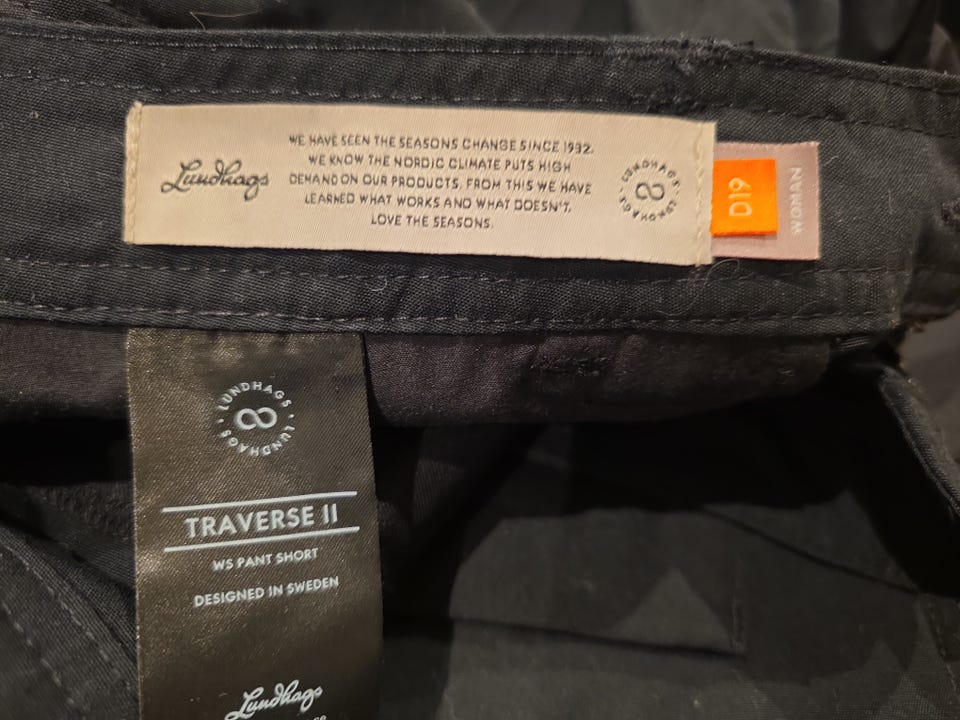 Lundhags
WE HAVE SEEN THE SEASONS CHANGE SINCE 1932.
WE KNOW THE NORDIC CLIMATE PUTS HIGH
DEMAND ON OUR PRODUCTS. FROM THIS WE HAVE
LEARNED WHAT WORKS AND WHAT DOESN'T.
LOVE THE SEASONS.
LUNDHAGS · LUNDHAGS ·
D19
WOMAN
LUNDHAGS · LUNDHAGS ·
TRAVERSE II
WS PANT SHORT
DESIGNED IN SWEDEN
Lundhags